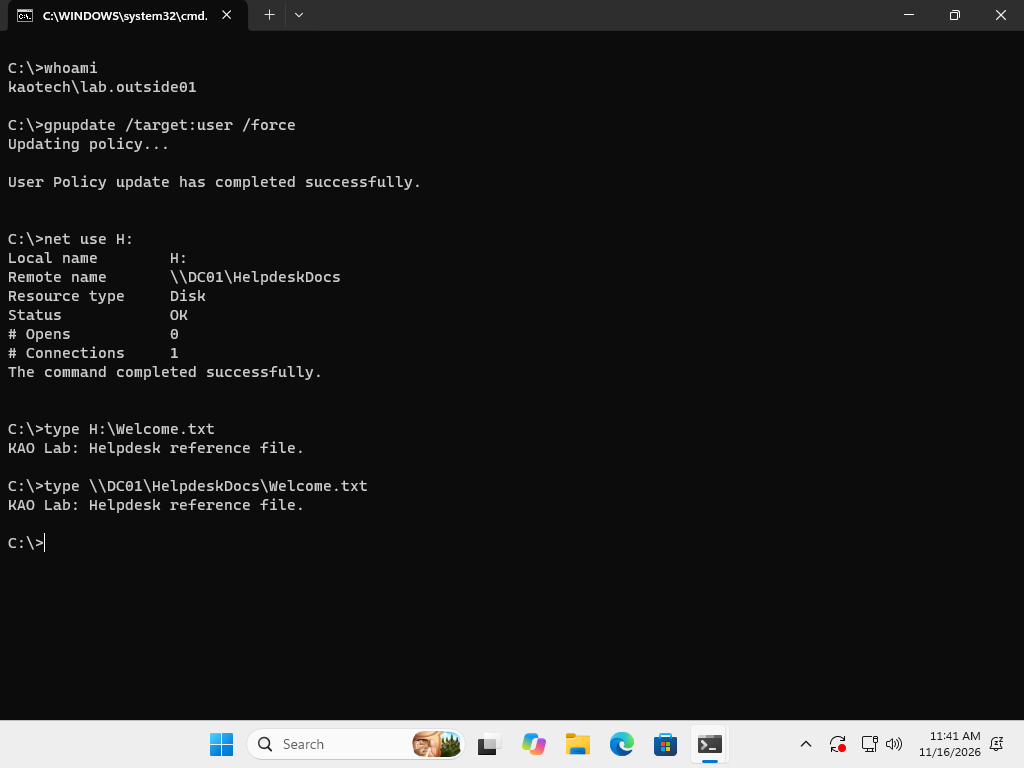 C:\WINDOWS\system32\cmd.
C:\>whoami
kaotech\lab.outside01
C:\>gpupdate /target:user /force
Updating policy...
User Policy update has completed successfully.
C:\>net use H:
Local name        H:
Remote name       \\DC01\HelpdeskDocs
Resource type     Disk
Status            OK
# Opens           0
# Connections     1
The command completed successfully.
C:\>type H:\Welcome.txt
KAO Lab: Helpdesk reference file.
C:\>type \\DC01\HelpdeskDocs\Welcome.txt
KAO Lab: Helpdesk reference file.
C:\>
Search
11:41 AM
11/16/2026